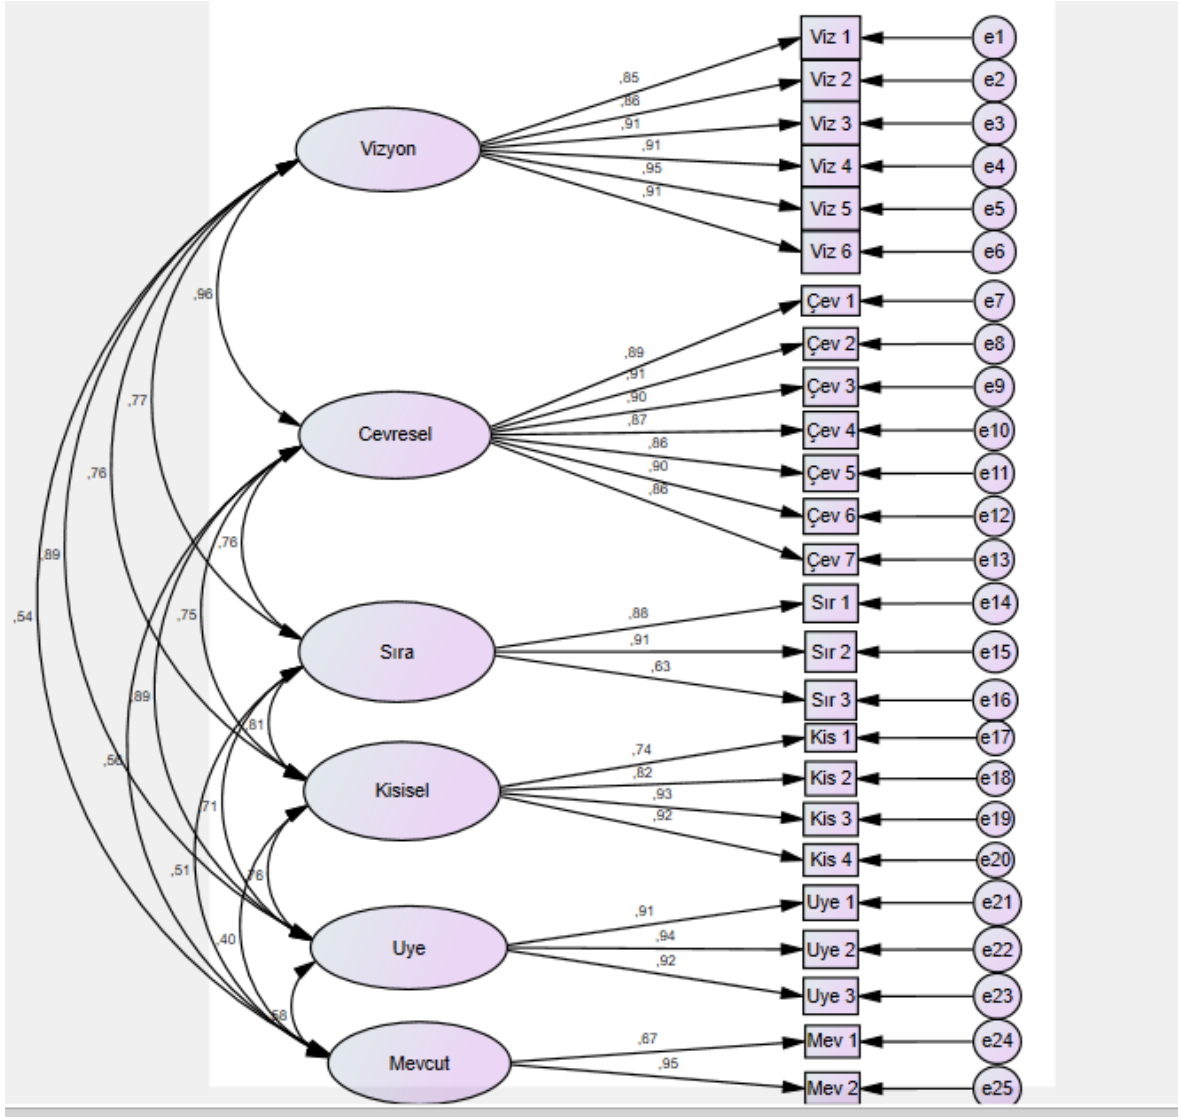 Viz 1
e1
,85
Viz 2
e2
,86
Vizyon
Viz 3
e3
,91
Viz 4
e4
,91
Viz 5
e5
,95
Viz 6
e6
,91
,96
Çev 1
e7
,89
Çev 2
e8
,91
Çev 3
e9
,90
,77
Cevresel
Çev 4
e10
,87
Çev 5
e11
,86
,76
Çev 6
e12
,90
Çev 7
e13
,86
,89
,76
,54
,75
Sır 1
e14
,88
Sıra
Sır 2
e15
,91
Sır 3
e16
,63
,89
,81
Kis 1
e17
,74
Kis 2
e18
,82
Kisisel
Kis 3
e19
,93
Kis 4
e20
,92
,71
,51
,76
,40
Uye 1
e21
,91
Uye
Uye 2
e22
,94
Uye 3
e23
,92
Mev 1
e24
,67
Mevcut
Mev 2
e25
,95